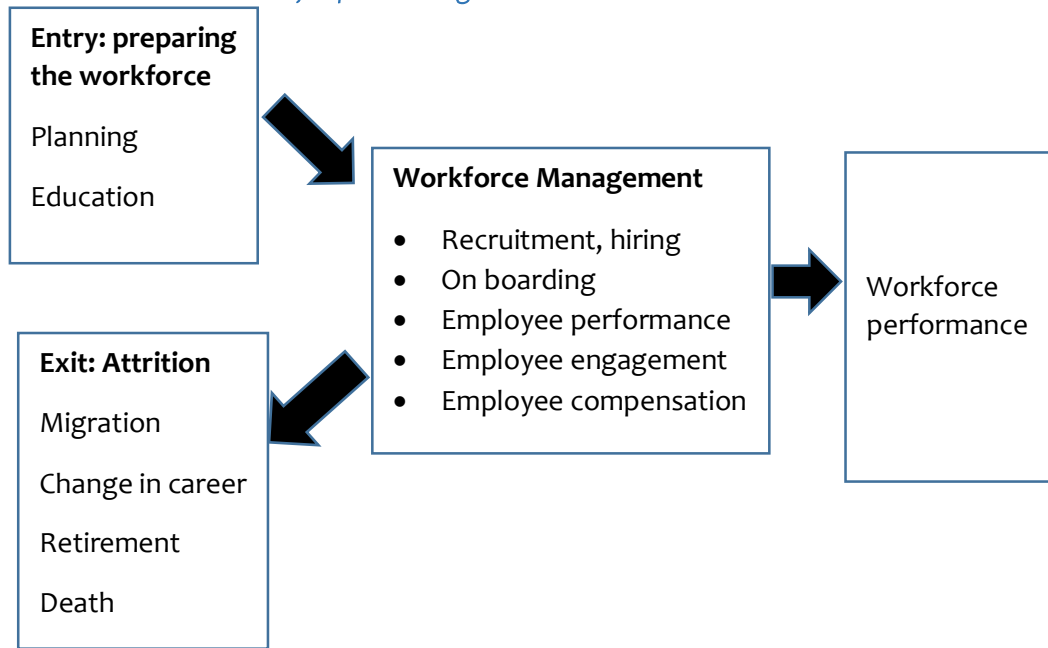 Entry: preparing
the workforce
Planning
Education
Workforce Management
• Recruitment, hiring
• On boarding
• Employee performance
• Employee engagement
• Employee compensation
Workforce
performance
Exit: Attrition
Migration
Change in career
Retirement
Death